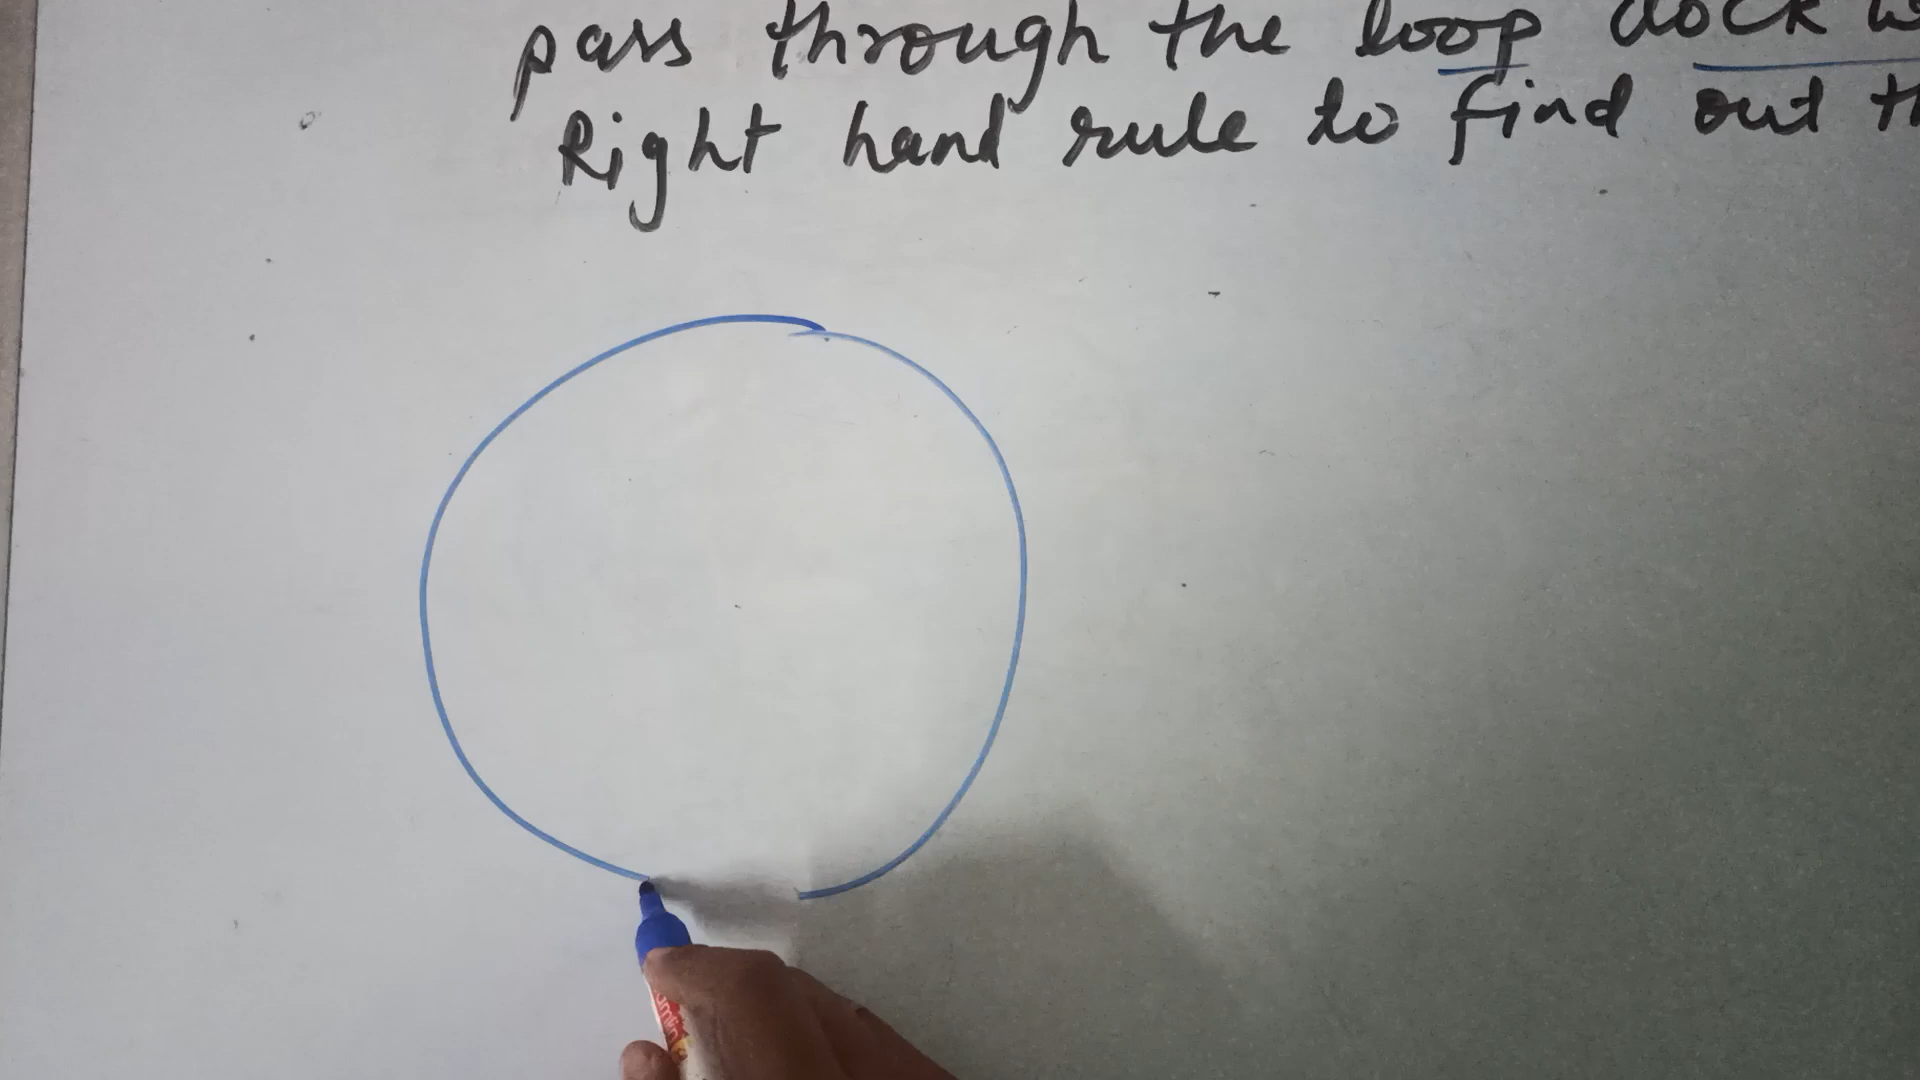 pass through the loop clock
Right hand rule to find out